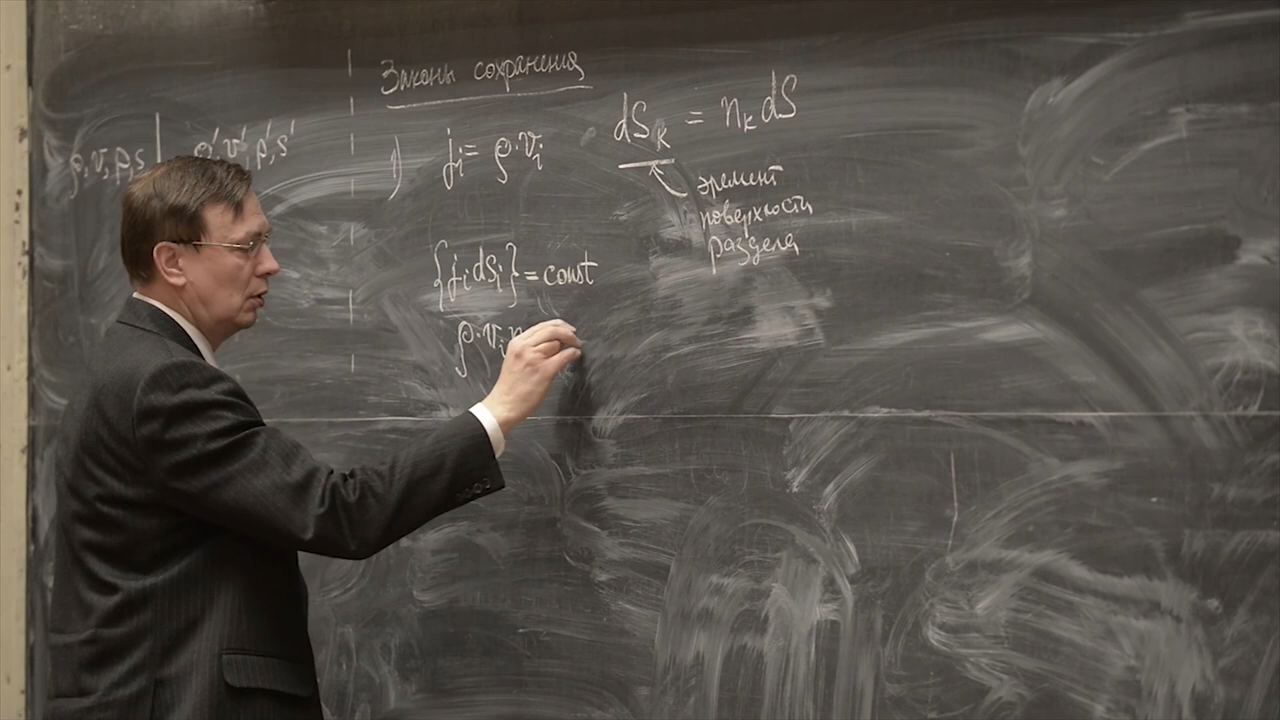 Законы сохранения
ρ, v, p, s | ρ', v', p', s'
1) j_i = ρ·v_i
dS_k = n_k dS
элемент
поверхности
раздела
{j_i dS_i} = const
ρ·v_i n